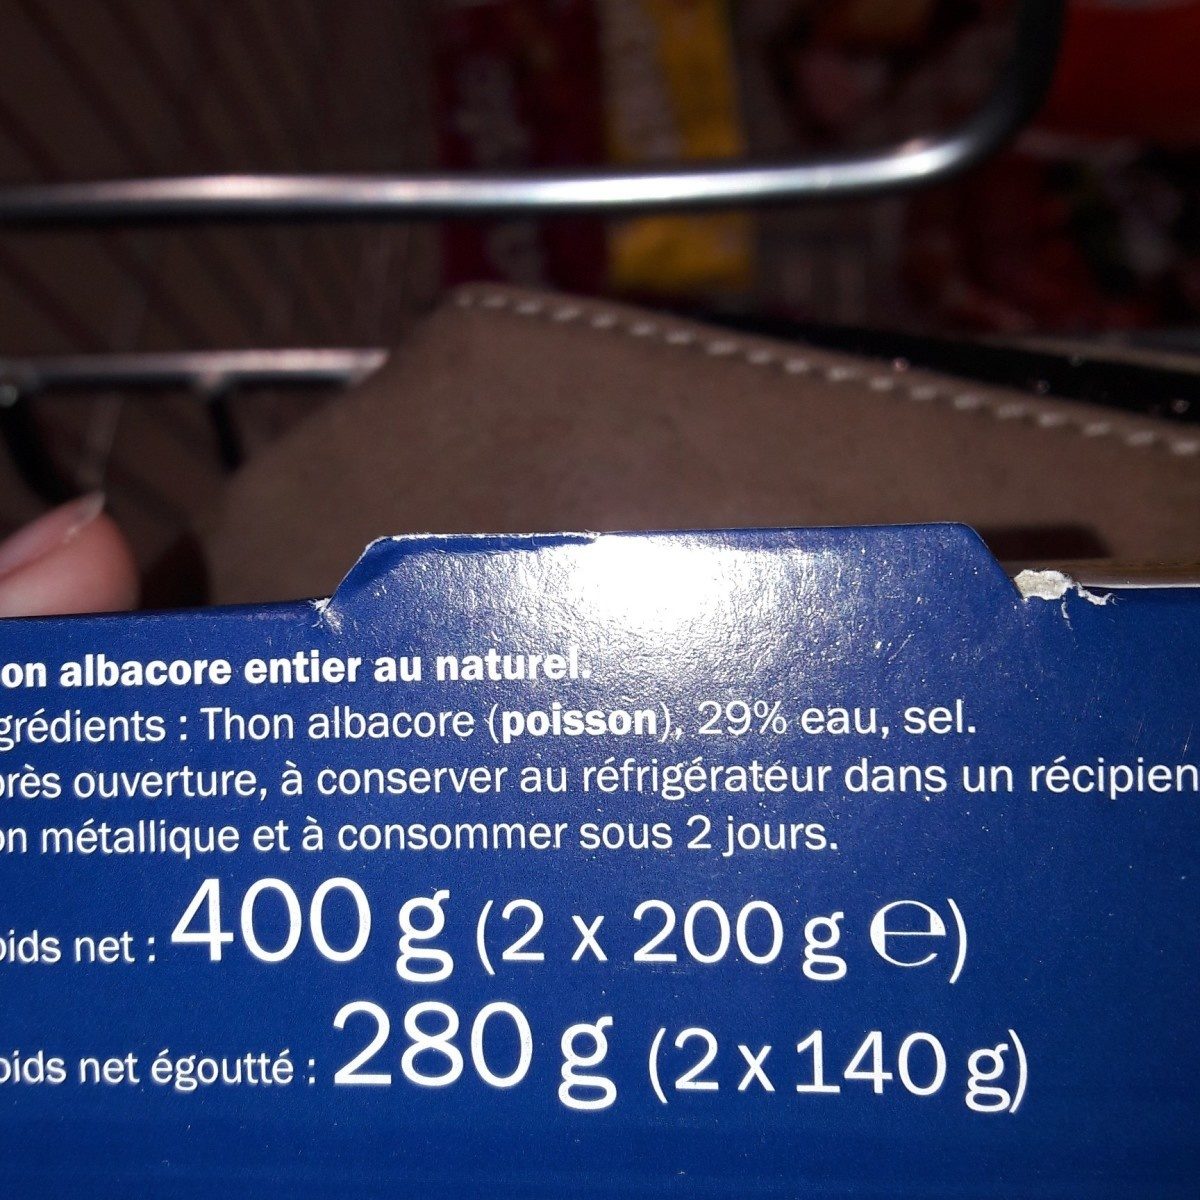 on albacore entier au naturel.
grédients : Thon albacore (poisson), 29% eau, sel.
près ouverture, à conserver au réfrigérateur dans un récipien
on métallique et à consommer sous 2 jours.
oids net : 400 g (2 x 200 g ℮)
oids net égoutté : 280 g (2 x 140 g)